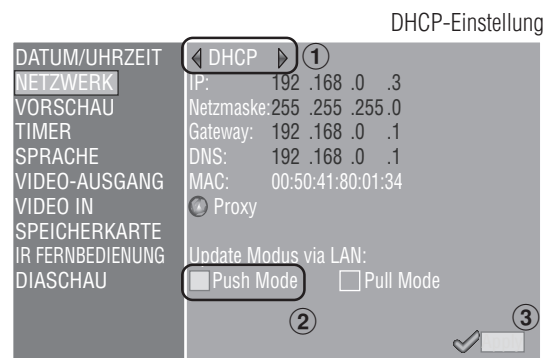 DHCP-Einstellung
DATUM/UHRZEIT
NETZWERK
VORSCHAU
TIMER
SPRACHE
VIDEO-AUSGANG
VIDEO IN
SPEICHERKARTE
IR FERNBEDIENUNG
DIASCHAU
DHCP 1
IP: 192 .168 .0 .3
Netzmaske: 255 .255 .255 .0
Gateway: 192 .168 .0 .1
DNS: 192 .168 .0 .1
MAC: 00:50:41:80:01:34
Proxy
Update Modus via LAN:
Push Mode Pull Mode
2
3